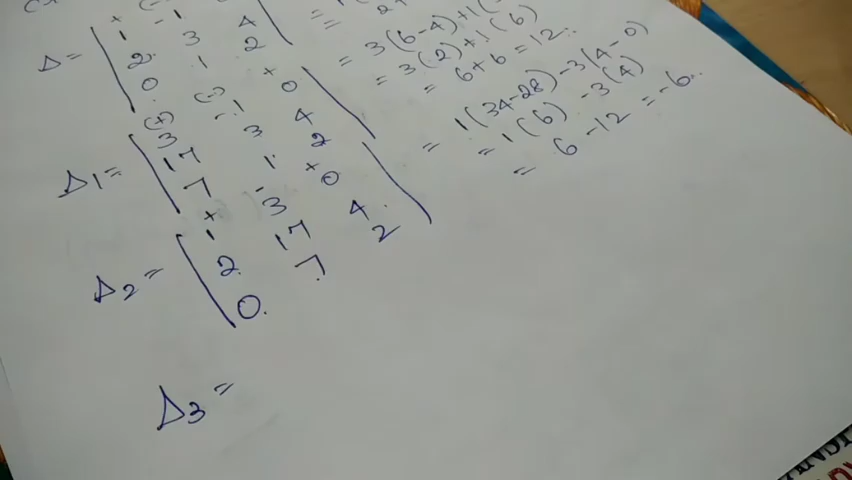 Δ = | 1 -1 0 |
2 3 4
0 1 2
= 3(6-4)+1(
= 3(2)+1(6)
= 6+6 = 12.
Δ1 = | 3 -1 0 |
17 3 4
7 1 2
= 1(34-28)-3(4-0)
= 1(6) -3(4)
= 6 -12 = -6.
Δ2 = | 1 3 0 |
2 17 4
0 7 2
Δ3 =